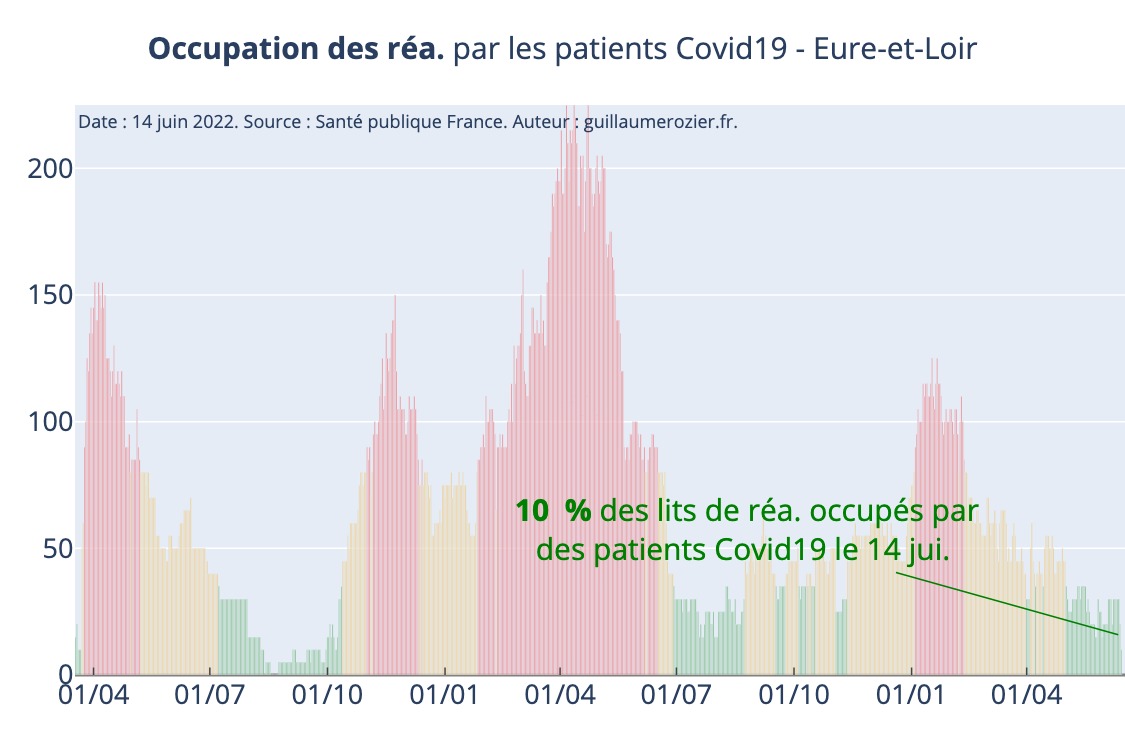 Occupation des réa. par les patients Covid19 - Eure-et-Loir
Date : 14 juin 2022. Source : Santé publique France. Auteur : guillaumerozier.fr.
200
150
100
50
0
10 % des lits de réa. occupés par
des patients Covid19 le 14 jui.
01/04 01/07 01/10 01/01 01/04 01/07 01/10 01/01 01/04